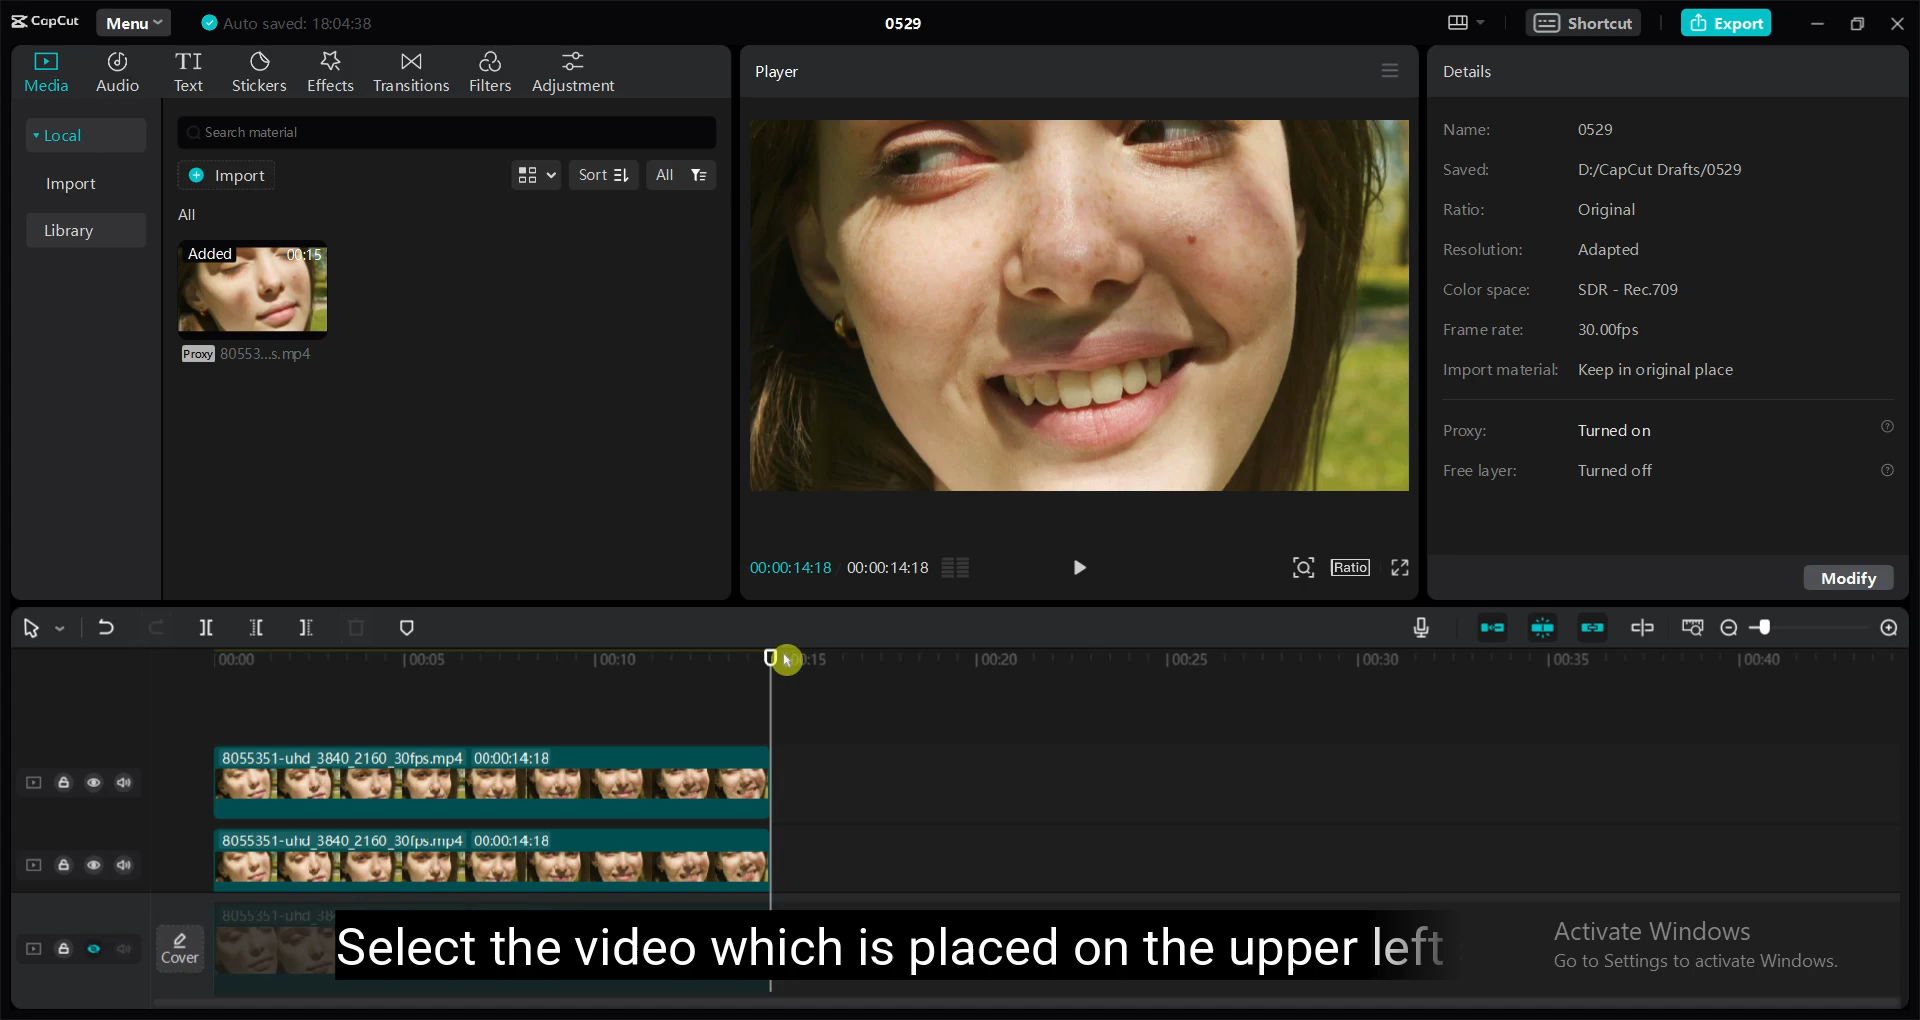 CapCut
Menu
Auto saved: 18:04:38
0529
Shortcut
Export
Media
Audio
TI
Text
Stickers
Effects
Transitions
Filters
Adjustment
Local
Import
Library
Search material
Import
Sort
All
All
Added
00:15
Proxy
80553...s.mp4
Player
00:00:14:18
00:00:14:18
Ratio
Details
Name: 0529
Saved: D:/CapCut Drafts/0529
Ratio: Original
Resolution: Adapted
Color space: SDR - Rec.709
Frame rate: 30.00fps
Import material: Keep in original place
Proxy: Turned on
Free layer: Turned off
Modify
00:00
00:05
00:10
00:15
00:20
00:25
00:30
00:35
00:40
8055351-uhd_3840_2160_30fps.mp4 00:00:14:18
8055351-uhd_3840_2160_30fps.mp4 00:00:14:18
8055351-uhd_38
Cover
Select the video which is placed on the upper left
Activate Windows
Go to Settings to activate Windows.